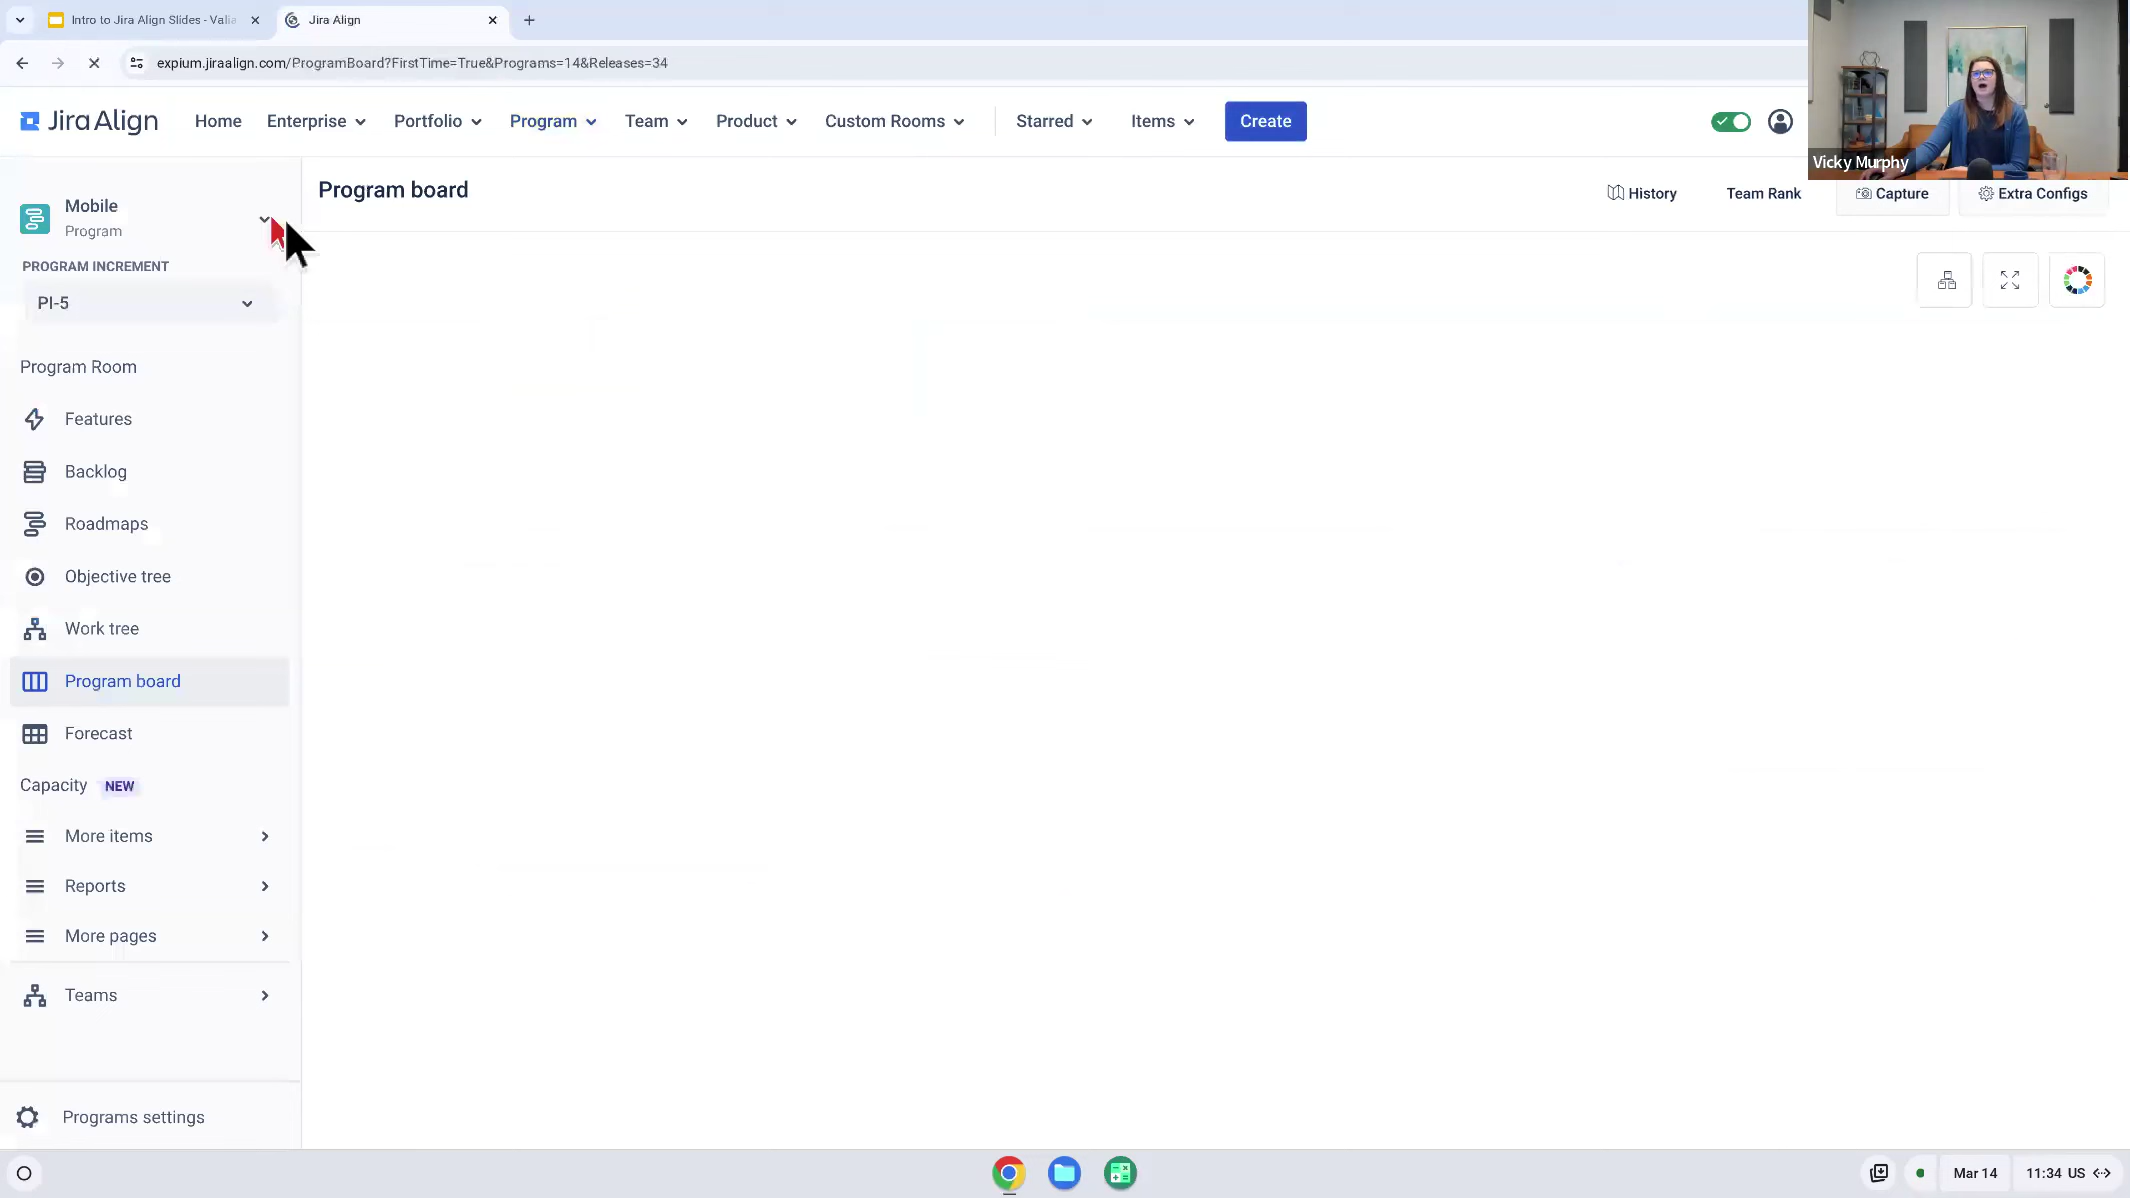 Intro to Jira Align Slides - Valia
Jira Align
expium.jiraalign.com/ProgramBoard?FirstTime=True&Programs=14&Releases=34
Jira Align
Home
Enterprise
Portfolio
Program
Team
Product
Custom Rooms
Starred
Items
Create
Vicky Murphy
Mobile
Program
Program board
History
Team Rank
Capture
Extra Configs
PROGRAM INCREMENT
PI-5
Program Room
Features
Backlog
Roadmaps
Objective tree
Work tree
Program board
Forecast
Capacity NEW
More items
Reports
More pages
Teams
Programs settings
Mar 14
11:34 US